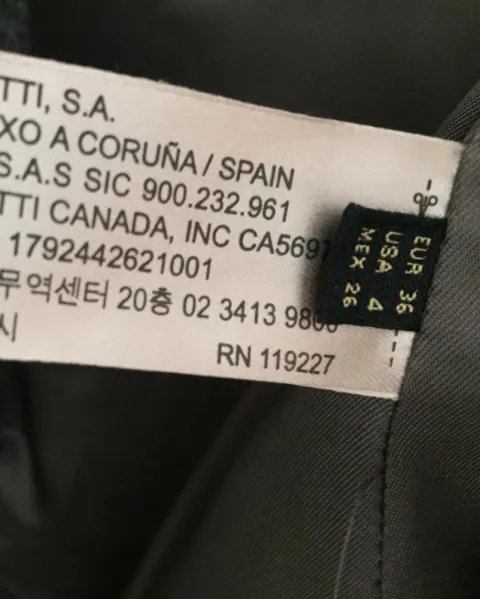 TTI, S.A.
XO A CORUÑA / SPAIN
S.A.S SIC 900.232.961
TTI CANADA, INC CA569
1792442621001
무역센터 20층 02 3413 980
시
RN 119227
EUR 36
USA 4
MEX 26